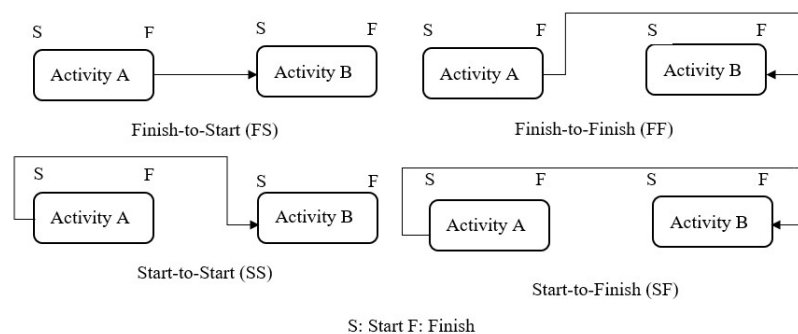 S F S F
Activity A Activity B
Finish-to-Start (FS)
S F S F
Activity A Activity B
Finish-to-Finish (FF)
S F S F
Activity A Activity B
Start-to-Start (SS)
S F S F
Activity A Activity B
Start-to-Finish (SF)
S: Start F: Finish